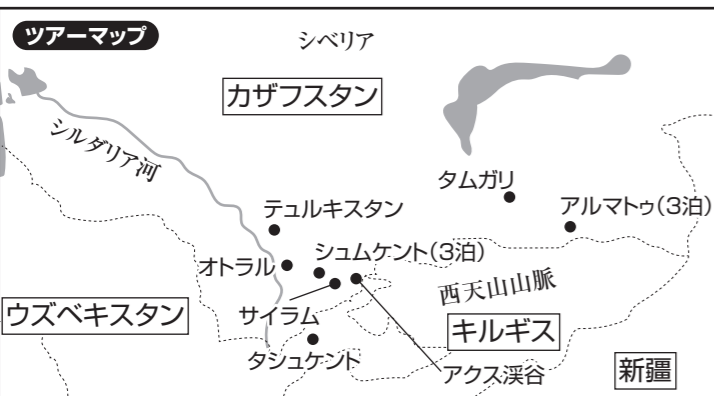 ツアーマップ
シベリア
カザフスタン
シルダリア河
タムガリ
アルマトゥ(3泊)
テュルキスタン
シュムケント(3泊)
オトラル
西天山山脈
ウズベキスタン
サイラム
キルギス
タシュケント
アクス渓谷
新疆